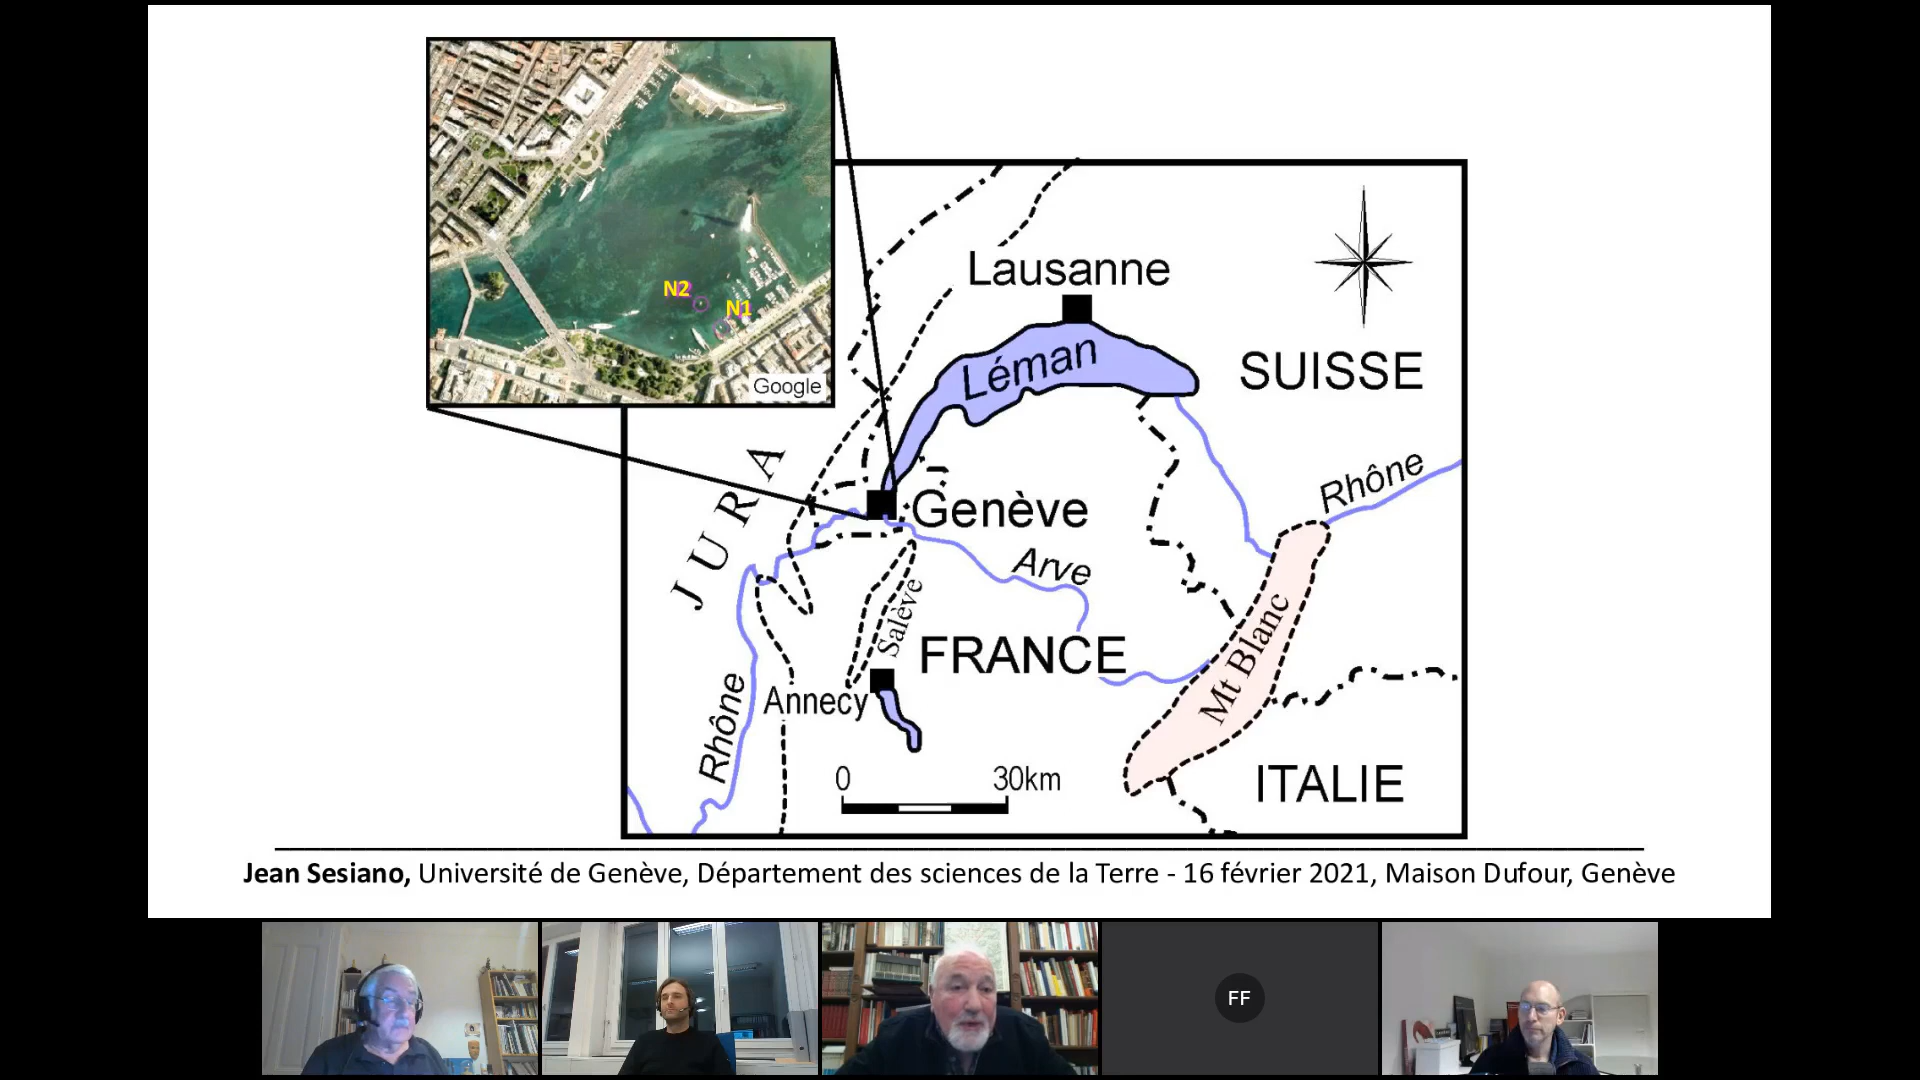 N2
N1
Google
Lausanne
Léman
SUISSE
Rhône
JURA
Genève
Arve
Salève
FRANCE
Mt Blanc
Annecy
Rhône
0 30km
ITALIE
Jean Sesiano, Université de Genève, Département des sciences de la Terre - 16 février 2021, Maison Dufour, Genève
FF